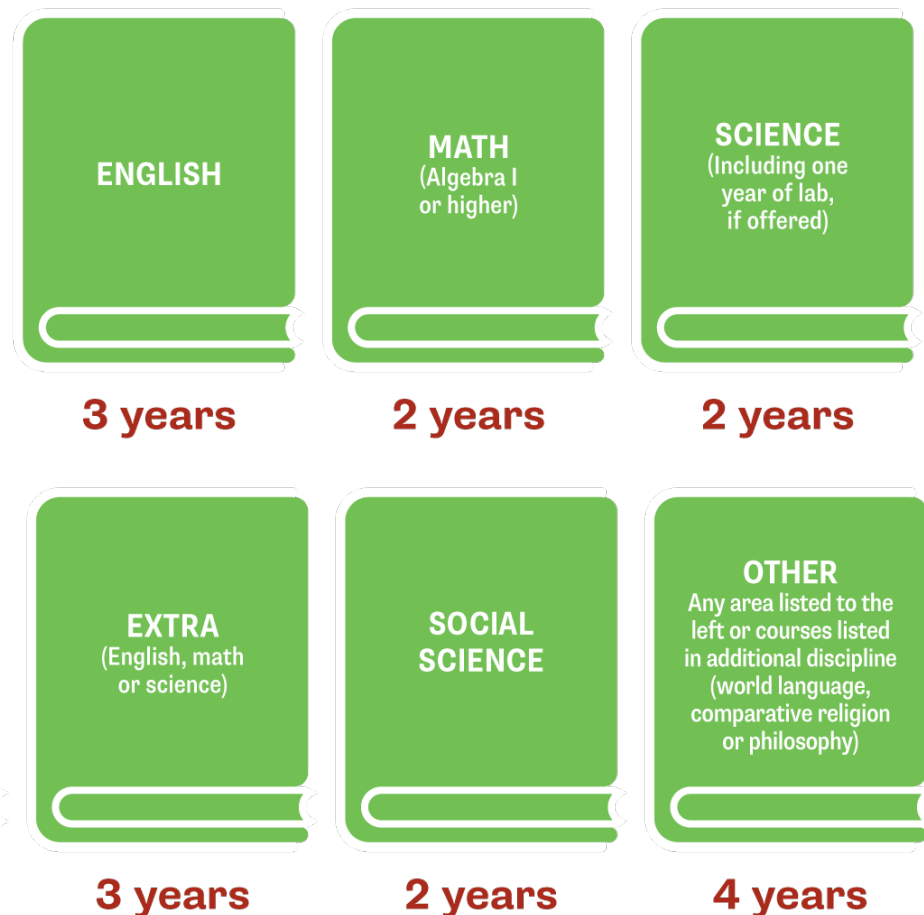 ENGLISH
MATH
(Algebra I
or higher)
SCIENCE
(Including one
year of lab,
if offered)
3 years
2 years
2 years
EXTRA
(English, math
or science)
SOCIAL
SCIENCE
OTHER
Any area listed to the
left or courses listed
in additional discipline
(world language,
comparative religion
or philosophy)
3 years
2 years
4 years